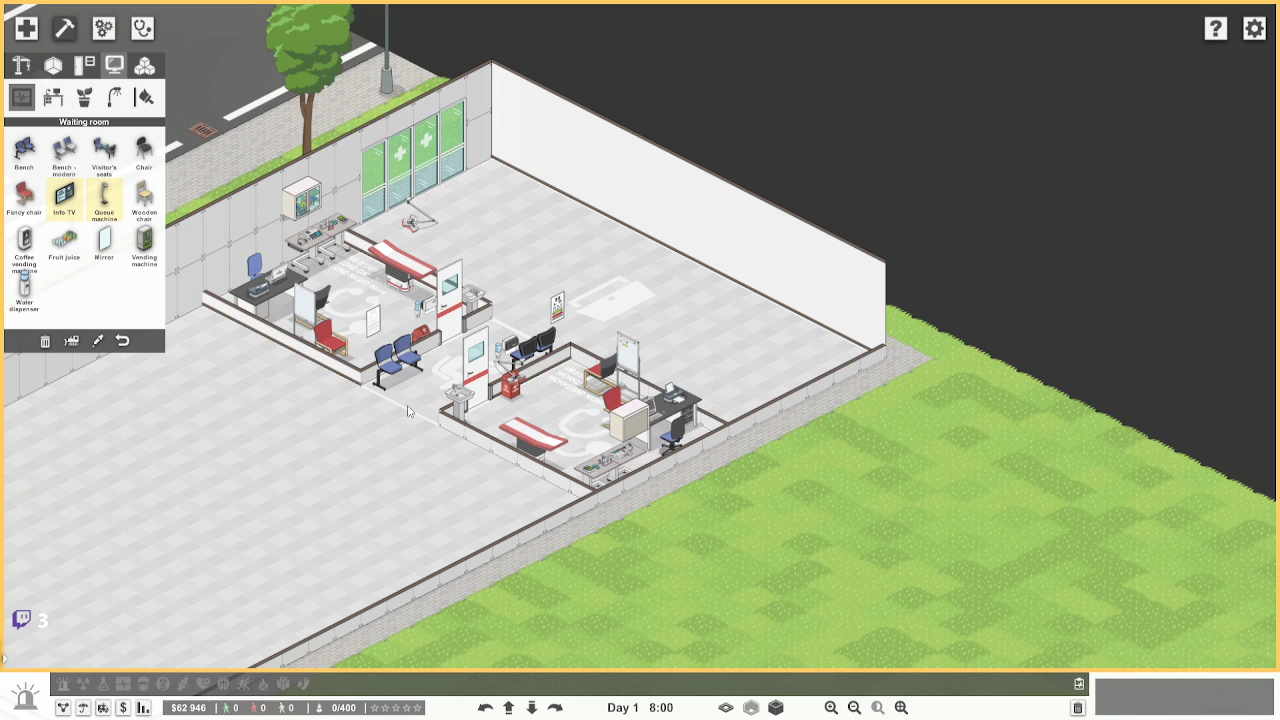 ?
Waiting room
Bench
Bench - modern
Visitor's seats
Chair
Fancy chair
Info TV
Queue machine
Wooden chair
Coffee vending machine
Fruit juice
Mirror
Vending machine
Water dispenser
3
$62 946
0
0
0
0/400
Day 1 8:00